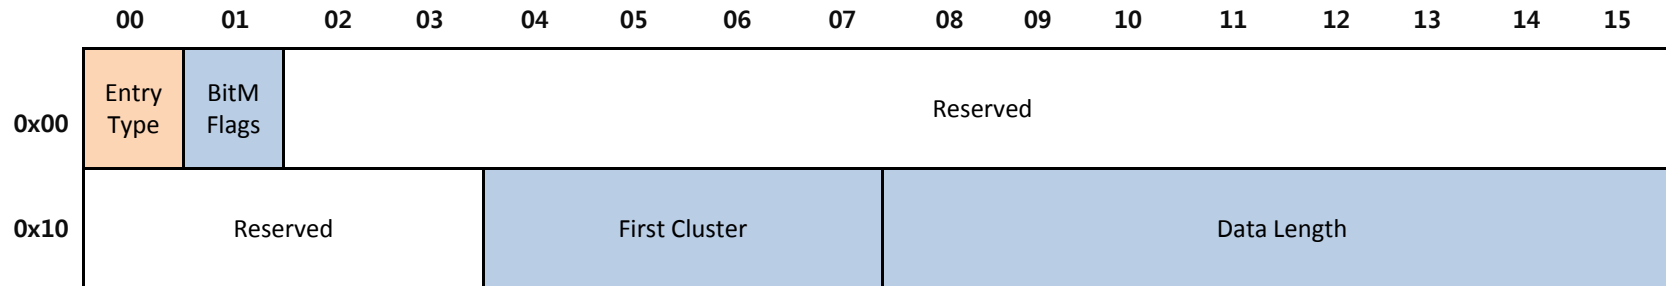 00 01 02 03 04 05 06 07 08 09 10 11 12 13 14 15
Entry BitM
0x00 Type Flags Reserved
0x10 Reserved First Cluster Data Length